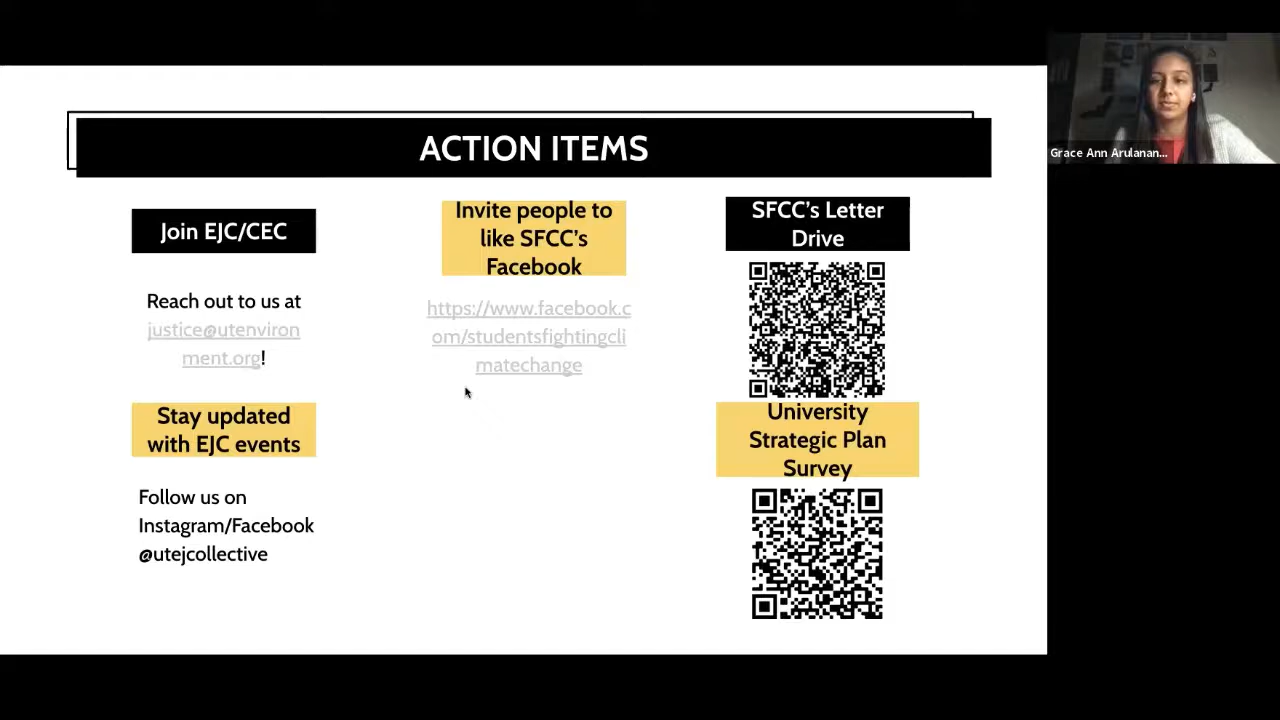 ACTION ITEMS
Join EJC/CEC
Reach out to us at
justice@utenviron
ment.org!
Stay updated
with EJC events
Follow us on
Instagram/Facebook
@utejcollective
Invite people to
like SFCC’s
Facebook
https://www.facebook.c
om/studentsfightingcli
matechange
SFCC’s Letter
Drive
University
Strategic Plan
Survey
Grace Ann Arulanan...